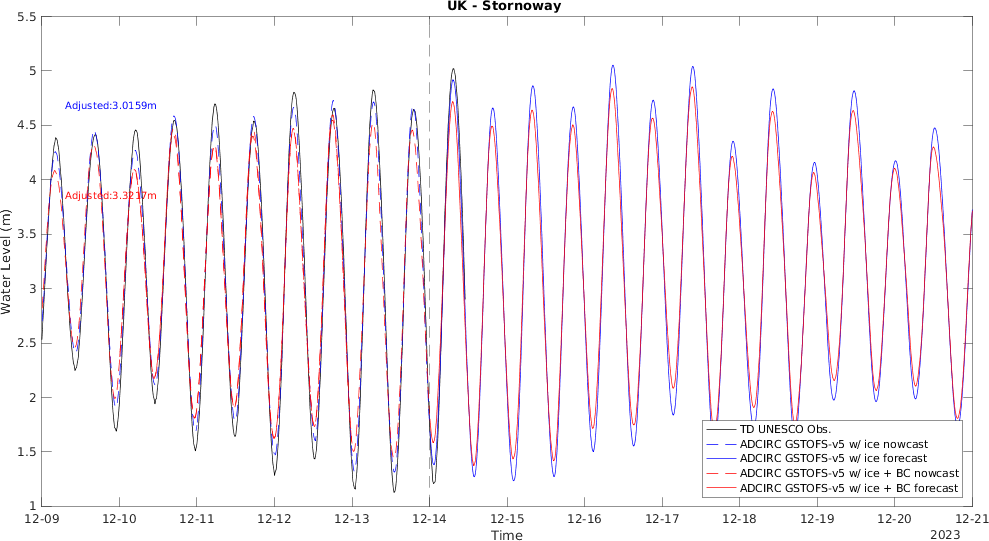 UK - Stornoway
5.5
5
4.5
4
3.5
3
2.5
2
1.5
1
Water Level (m)
Adjusted:3.0159m
Adjusted:3.3217m
TD UNESCO Obs.
ADCIRC GSTOFS-v5 w/ ice nowcast
ADCIRC GSTOFS-v5 w/ ice forecast
ADCIRC GSTOFS-v5 w/ ice + BC nowcast
ADCIRC GSTOFS-v5 w/ ice + BC forecast
12-09 12-10 12-11 12-12 12-13 12-14 12-15 12-16 12-17 12-18 12-19 12-20 12-21
Time
2023